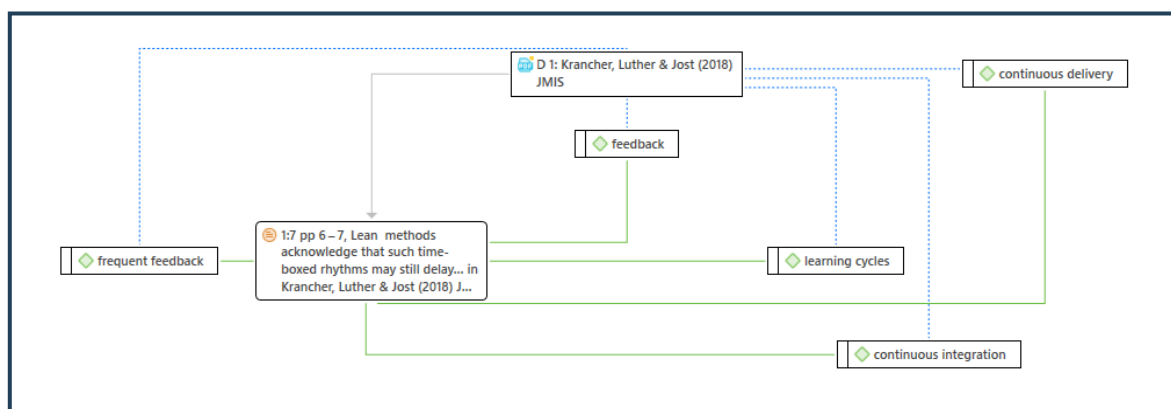 D 1: Krancher, Luther & Jost (2018)
JMIS
continuous delivery
feedback
1:7 pp 6 – 7, Lean methods
acknowledge that such time-
boxed rhythms may still delay... in
Krancher, Luther & Jost (2018) J...
frequent feedback
learning cycles
continuous integration